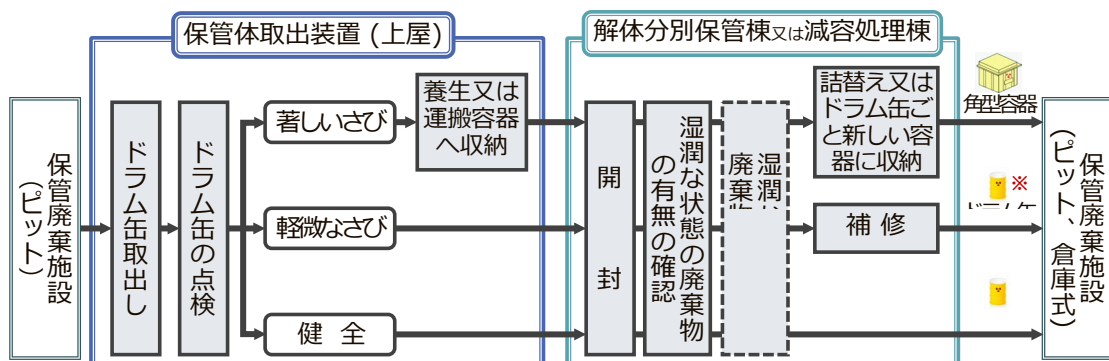 保管体取出装置 (上屋)
解体分別保管棟又は減容処理棟
保管廃棄施設
(ピット)
ドラム缶取出し
ドラム缶の点検
著しいさび
軽微なさび
健 全
養生又は
運搬容器
へ収納
開 封
湿潤な状態の廃棄物
の有無の確認
湿潤な
廃棄物
詰替え又は
ドラム缶ご
と新しい容
器に収納
補 修
角型容器
※
ドラム缶
保管廃棄施設
(ピット、倉庫式)